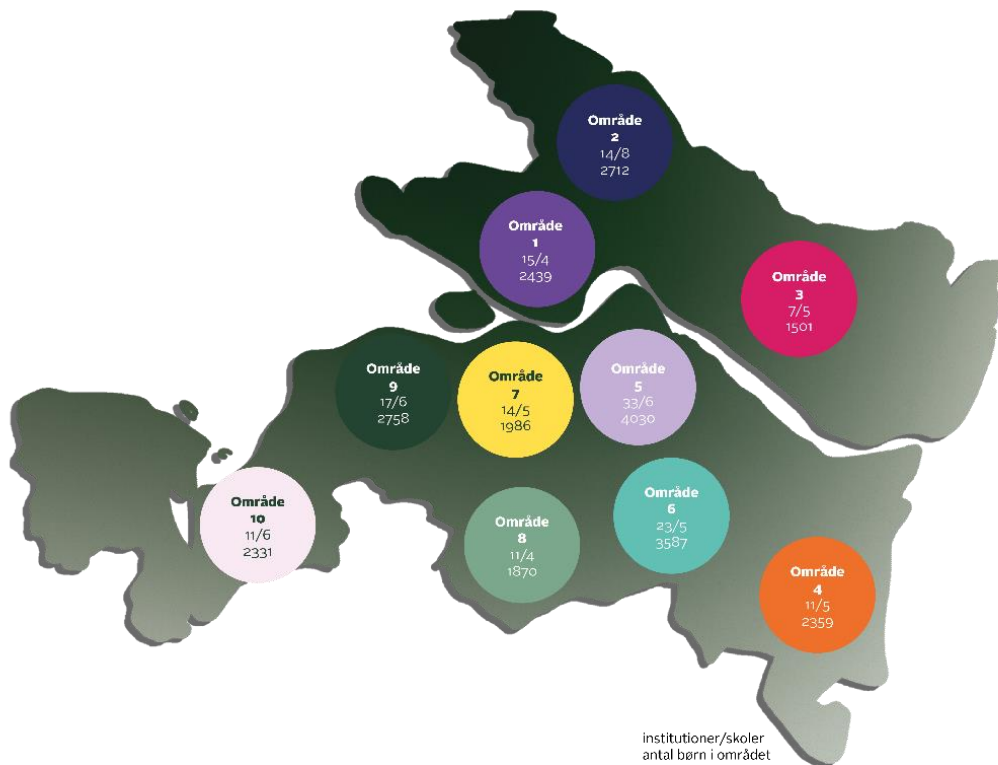 Område
2
14/8
2712
Område
1
15/4
2439
Område
3
7/5
1501
Område
9
17/6
2758
Område
7
14/5
1986
Område
5
33/6
4030
Område
10
11/6
2331
Område
8
11/4
1870
Område
6
23/5
3587
Område
4
11/5
2359
institutioner/skoler
antal børn i området